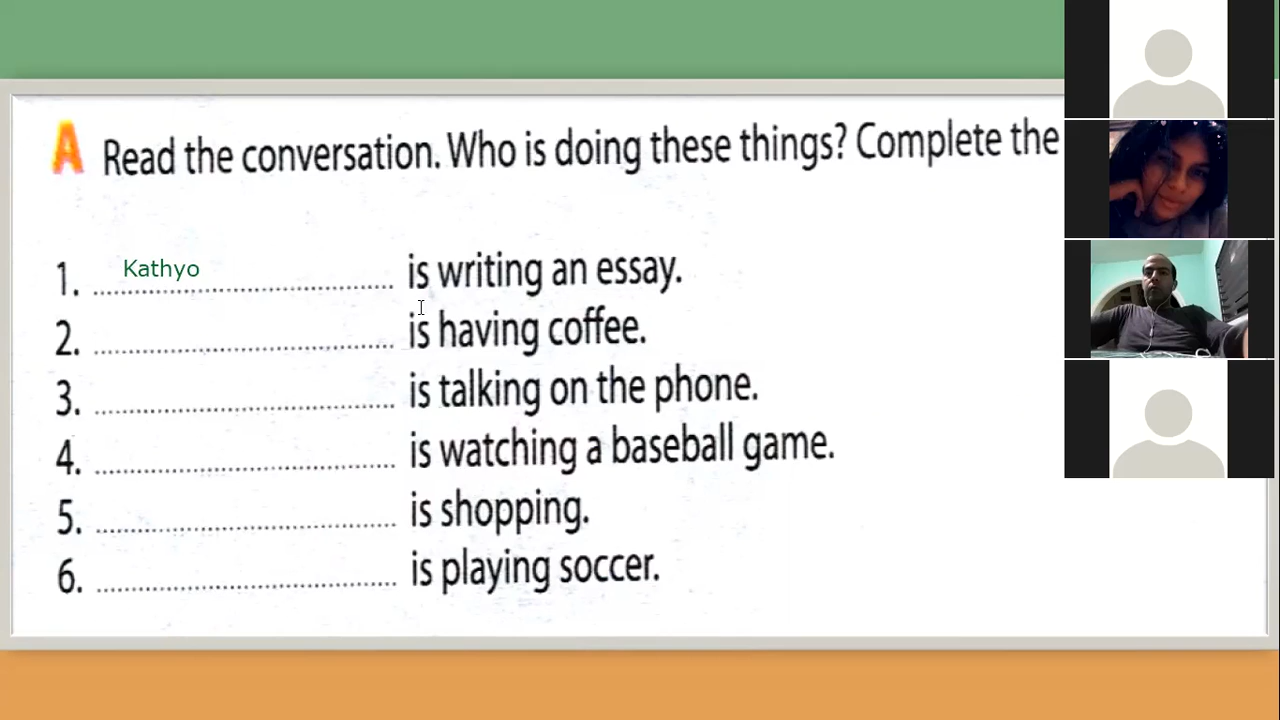 A Read the conversation. Who is doing these things? Complete the
1. Kathyo is writing an essay.
2. is having coffee.
3. is talking on the phone.
4. is watching a baseball game.
5. is shopping.
6. is playing soccer.